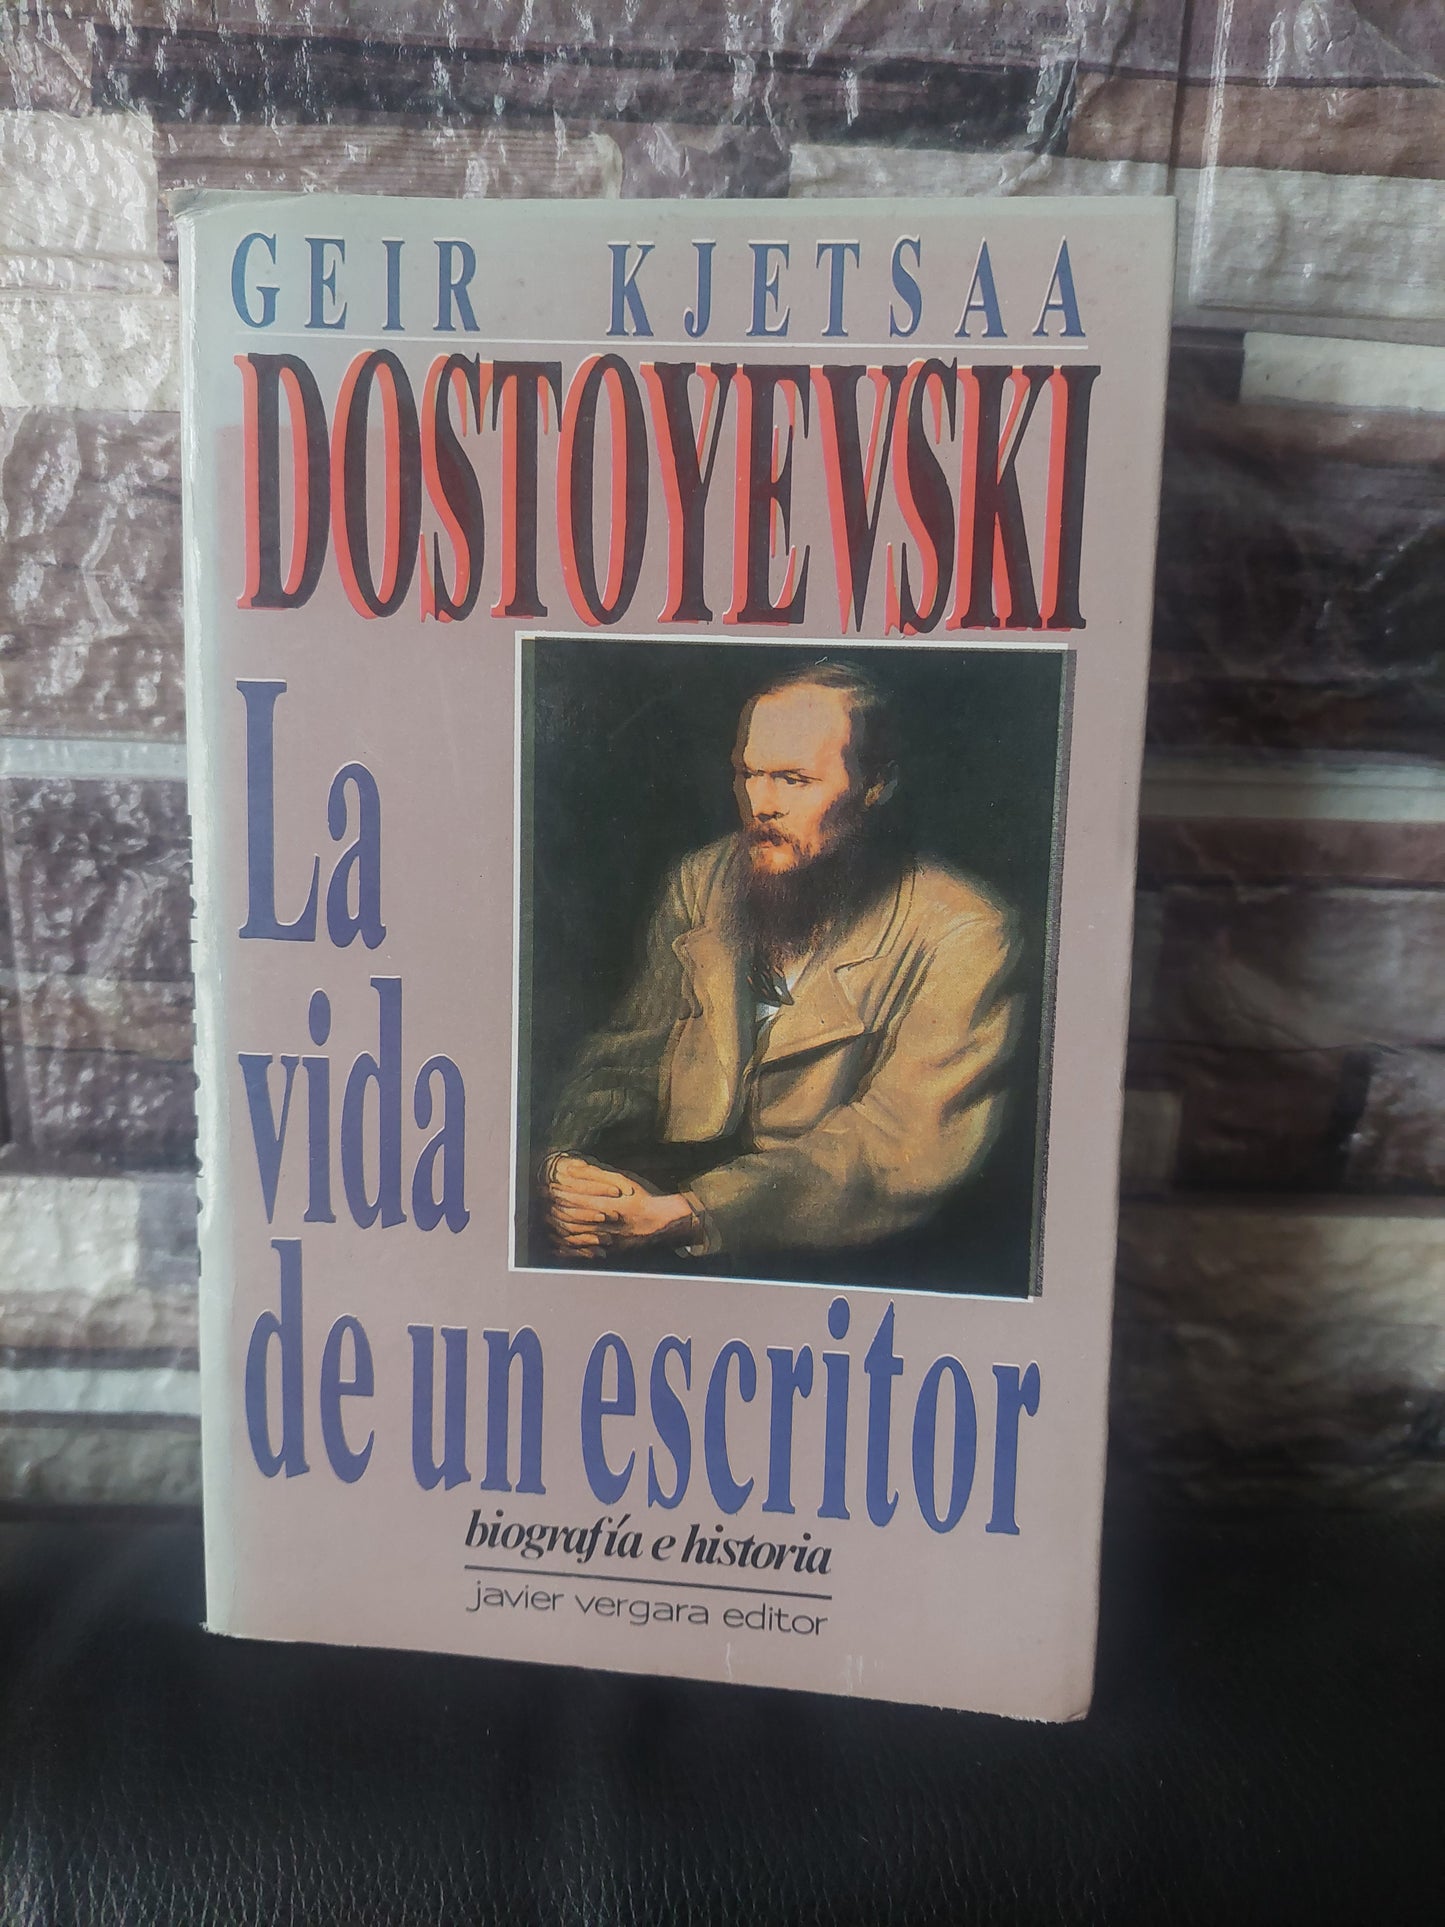 GEIR KJETSAA
DOSTOYEVSKI
La
vida
de un escritor
biografía e historia
javier vergara editor